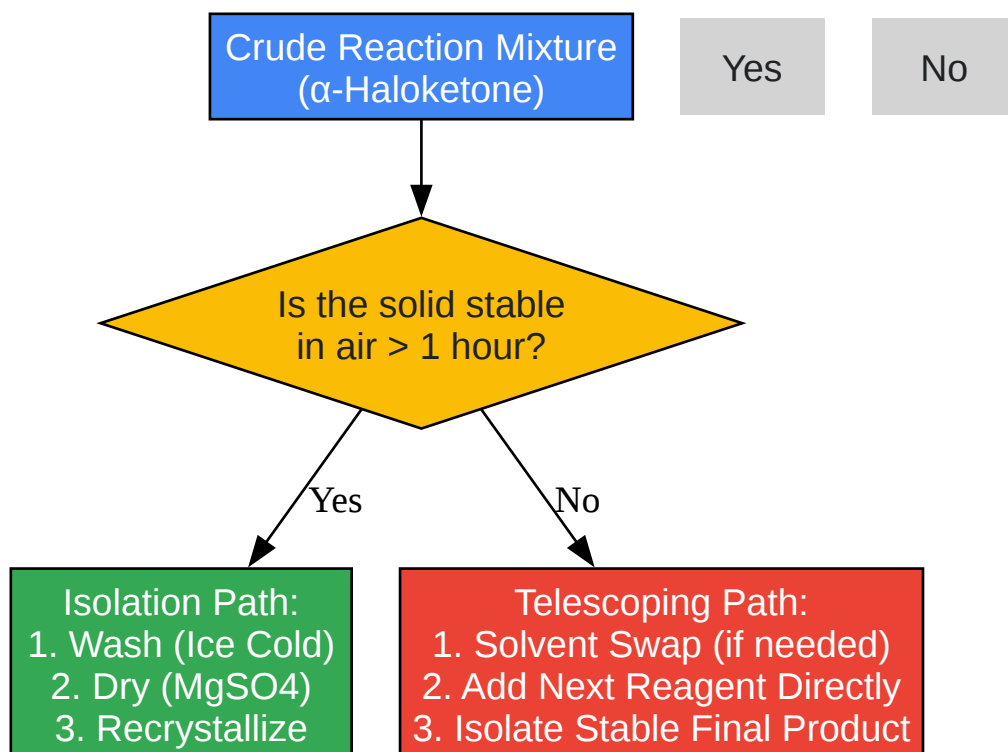 Crude Reaction Mixture
(α-Haloketone)
Yes
No
Is the solid stable
in air > 1 hour?
Yes
No
Isolation Path:
1. Wash (Ice Cold)
2. Dry (MgSO4)
3. Recrystallize
Telescoping Path:
1. Solvent Swap (if needed)
2. Add Next Reagent Directly
3. Isolate Stable Final Product